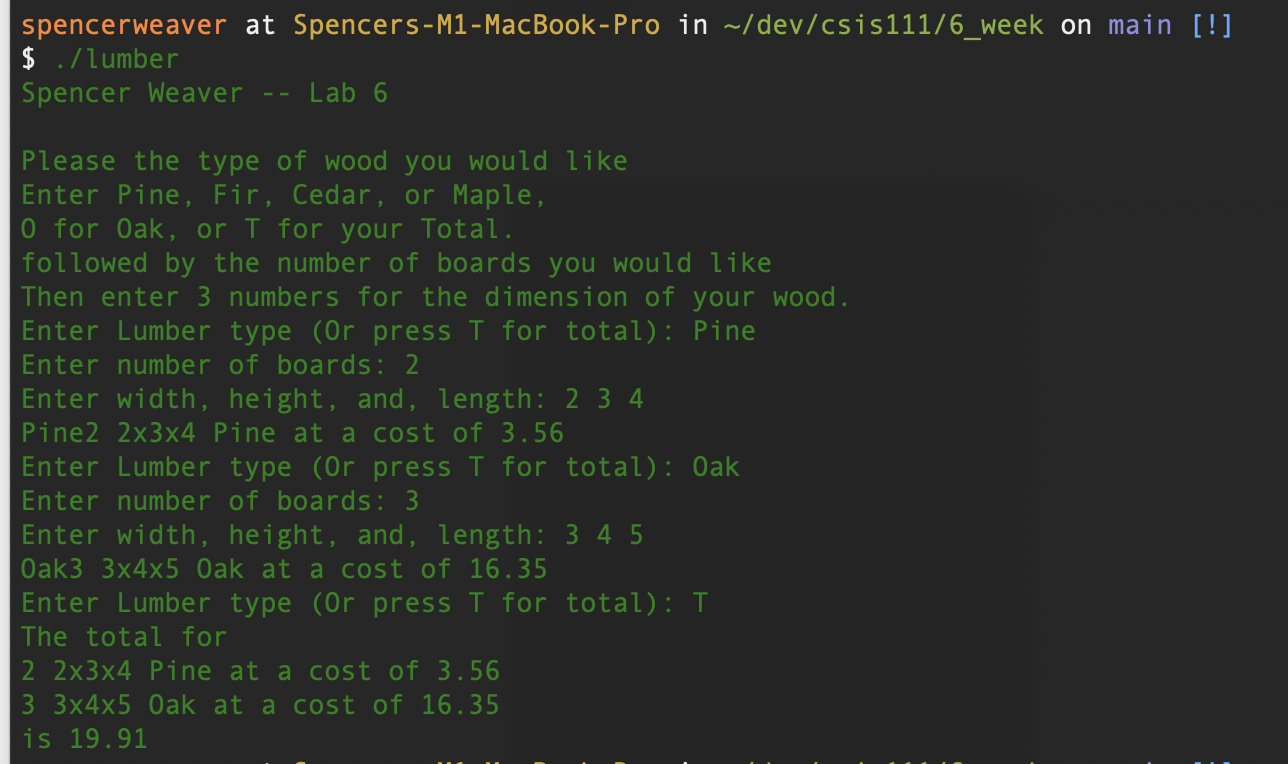 spencerweaver at Spencers-M1-MacBook-Pro in ~/dev/csis111/6_week on main [!]
$ ./lumber
Spencer Weaver -- Lab 6
Please the type of wood you would like
Enter Pine, Fir, Cedar, or Maple,
O for Oak, or T for your Total.
followed by the number of boards you would like
Then enter 3 numbers for the dimension of your wood.
Enter Lumber type (Or press T for total): Pine
Enter number of boards: 2
Enter width, height, and, length: 2 3 4
Pine2 2x3x4 Pine at a cost of 3.56
Enter Lumber type (Or press T for total): Oak
Enter number of boards: 3
Enter width, height, and, length: 3 4 5
Oak3 3x4x5 Oak at a cost of 16.35
Enter Lumber type (Or press T for total): T
The total for
2 2x3x4 Pine at a cost of 3.56
3 3x4x5 Oak at a cost of 16.35
is 19.91